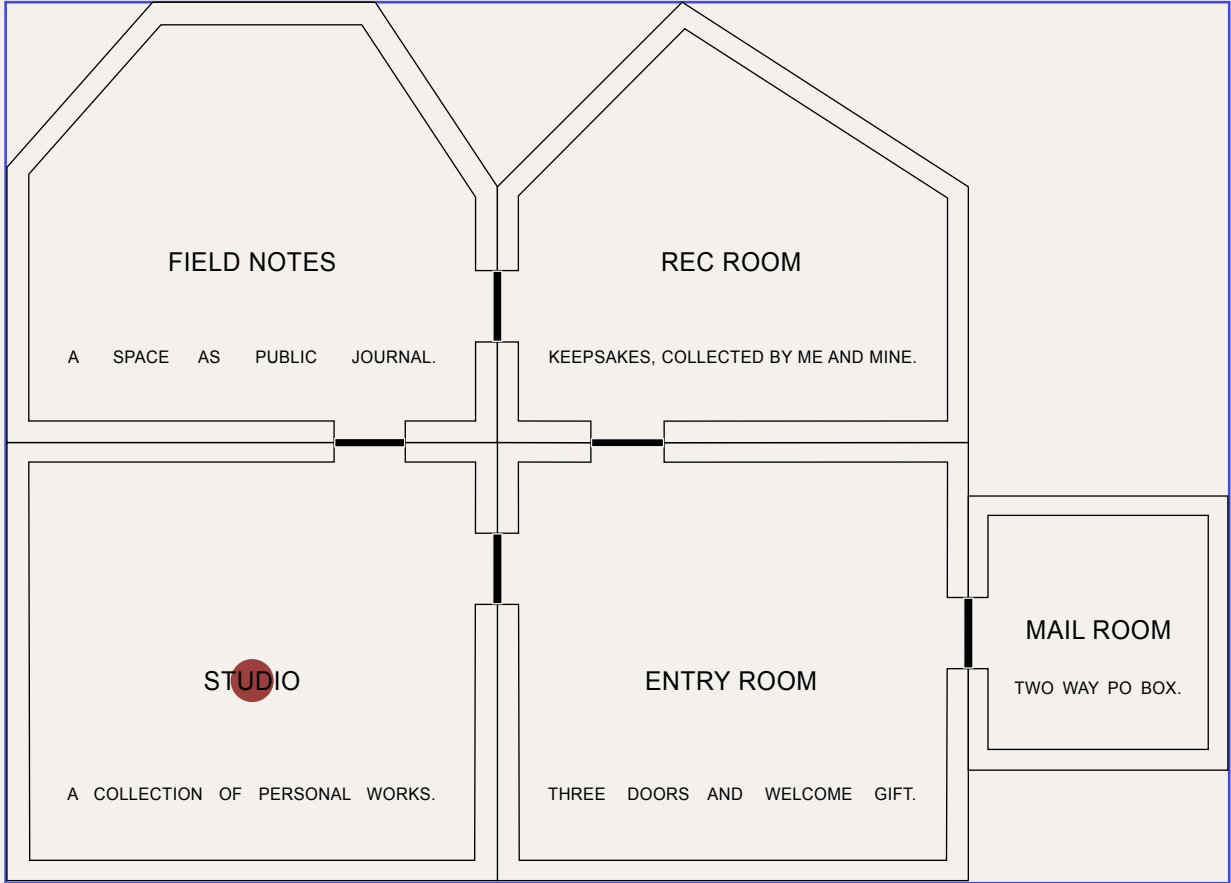 FIELD NOTES
A SPACE AS PUBLIC JOURNAL.
REC ROOM
KEEPSAKES, COLLECTED BY ME AND MINE.
STUDIO
A COLLECTION OF PERSONAL WORKS.
ENTRY ROOM
THREE DOORS AND WELCOME GIFT.
MAIL ROOM
TWO WAY PO BOX.